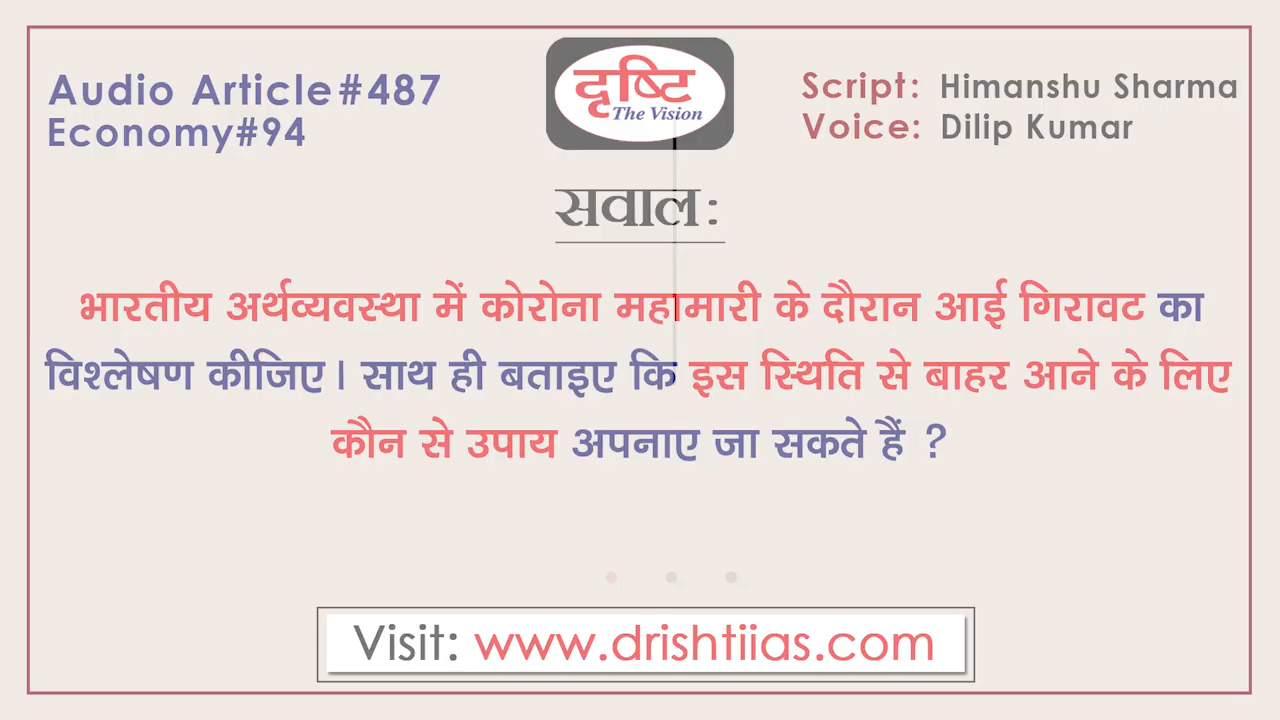 Audio Article#487
Economy#94
दृष्टि
The Vision
Script: Himanshu Sharma
Voice: Dilip Kumar
सवाल:
भारतीय अर्थव्यवस्था में कोरोना महामारी के दौरान आई गिरावट का
विश्लेषण कीजिए। साथ ही बताइए कि इस स्थिति से बाहर आने के लिए
कौन से उपाय अपनाए जा सकते हैं ?
Visit: www.drishtiias.com